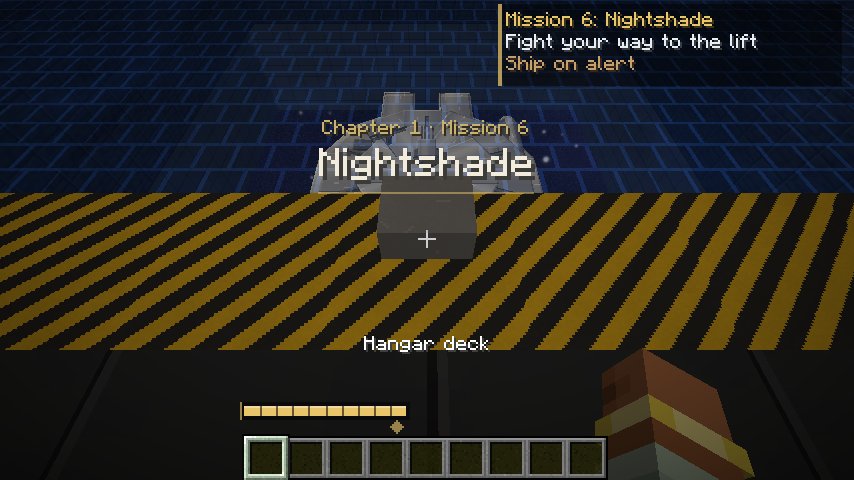 Mission 6: Nightshade
Fight your way to the lift
Ship on alert
Chapter 1 · Mission 6
Nightshade
Hangar deck